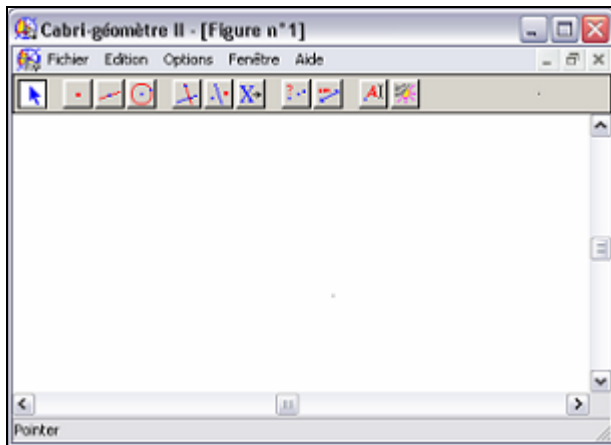 Cabri-géomètre II - [Figure n°1]
Fichier Edition Options Fenêtre Aide
A
Pointer